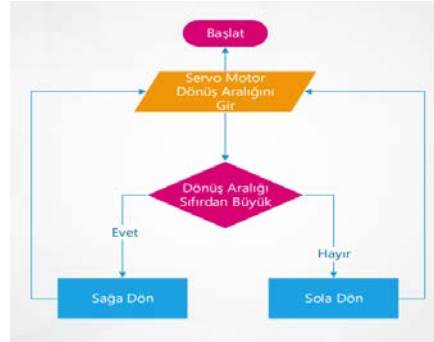 Başlat
Servo Motor
Dönüş Aralığını
Gir
Dönüş Aralığı
Sıfırdan Büyük
Evet
Hayır
Sağa Dön
Sola Dön